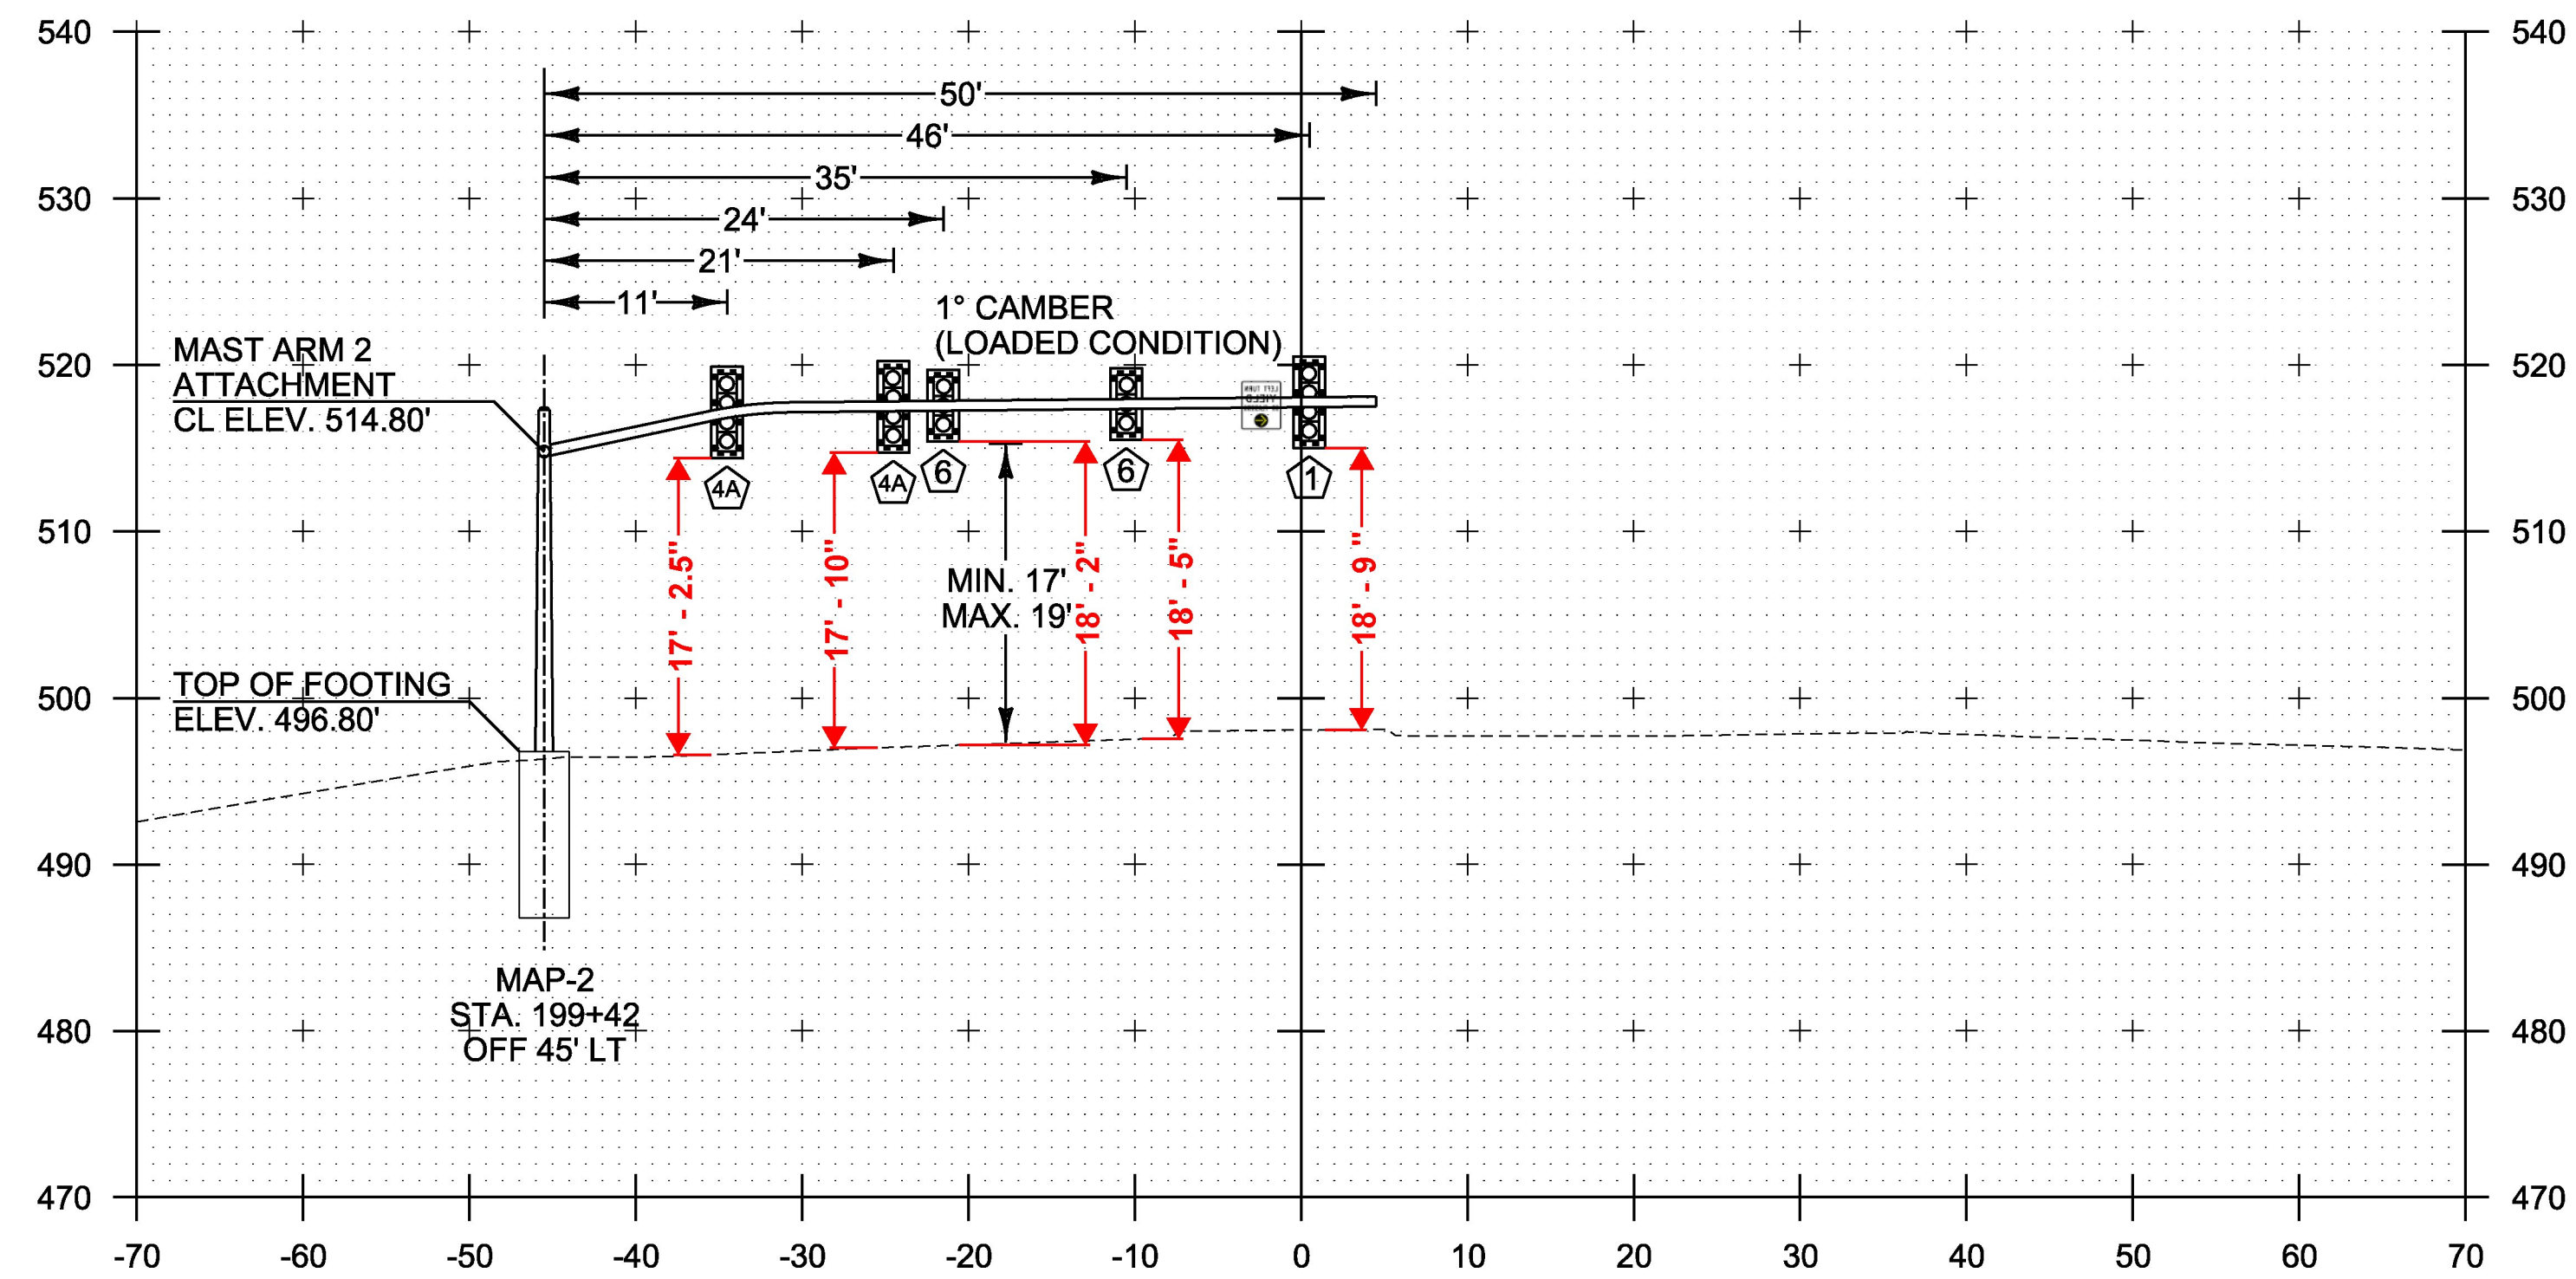 540
540
50'
46'
530
35'
530
24'
21'
11'
1° CAMBER
(LOADED CONDITION)
MAST ARM 2
ATTACHMENT
CL ELEV. 514.80'
520
520
LEFT TURN
YIELD
4A
4A
6
6
1
510
510
17' - 2.5"
17' - 10"
MIN. 17'
MAX. 19'
18' - 2"
18' - 5"
18' - 9"
TOP OF FOOTING
ELEV. 496.80'
500
500
490
490
MAP-2
STA. 199+42
OFF 45' LT
480
480
470
470
-70 -60 -50 -40 -30 -20 -10 0 10 20 30 40 50 60 70